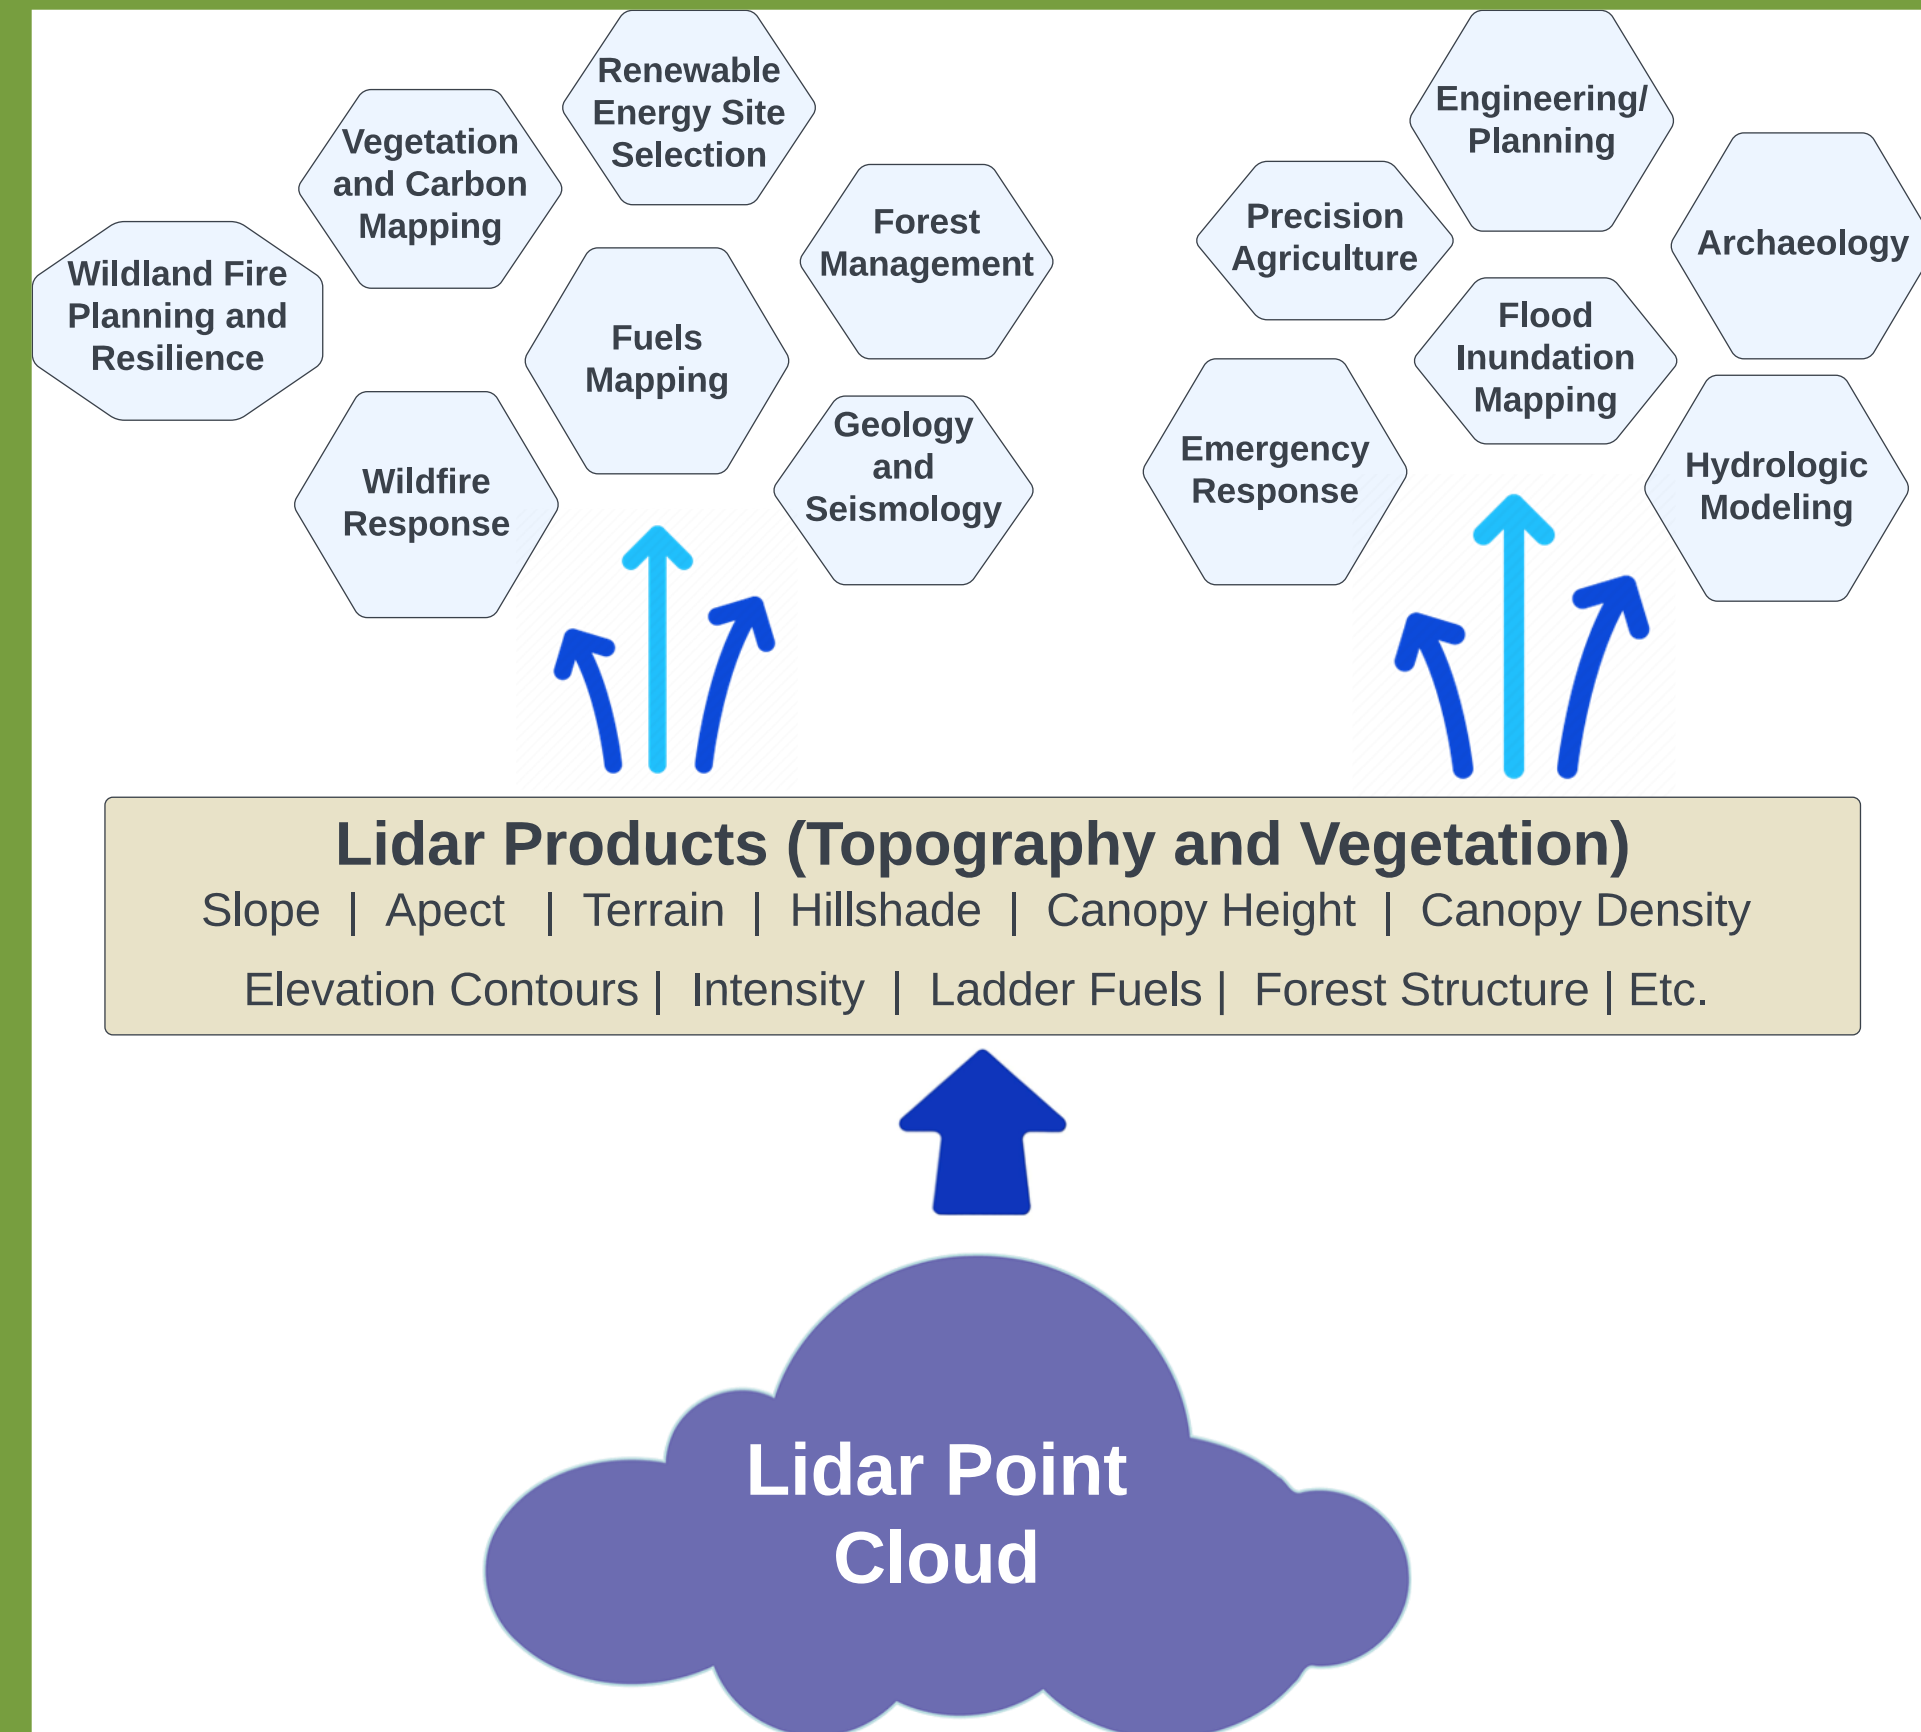 Renewable
Energy Site
Selection
Vegetation
and Carbon
Mapping
Wildland Fire
Planning and
Resilience
Forest
Management
Fuels
Mapping
Wildfire
Response
Geology
and
Seismology
Engineering/
Planning
Precision
Agriculture
Archaeology
Flood
Inundation
Mapping
Emergency
Response
Hydrologic
Modeling
Lidar Products (Topography and Vegetation)
Slope | Apect | Terrain | Hillshade | Canopy Height | Canopy Density
Elevation Contours | Intensity | Ladder Fuels | Forest Structure | Etc.
Lidar Point
Cloud